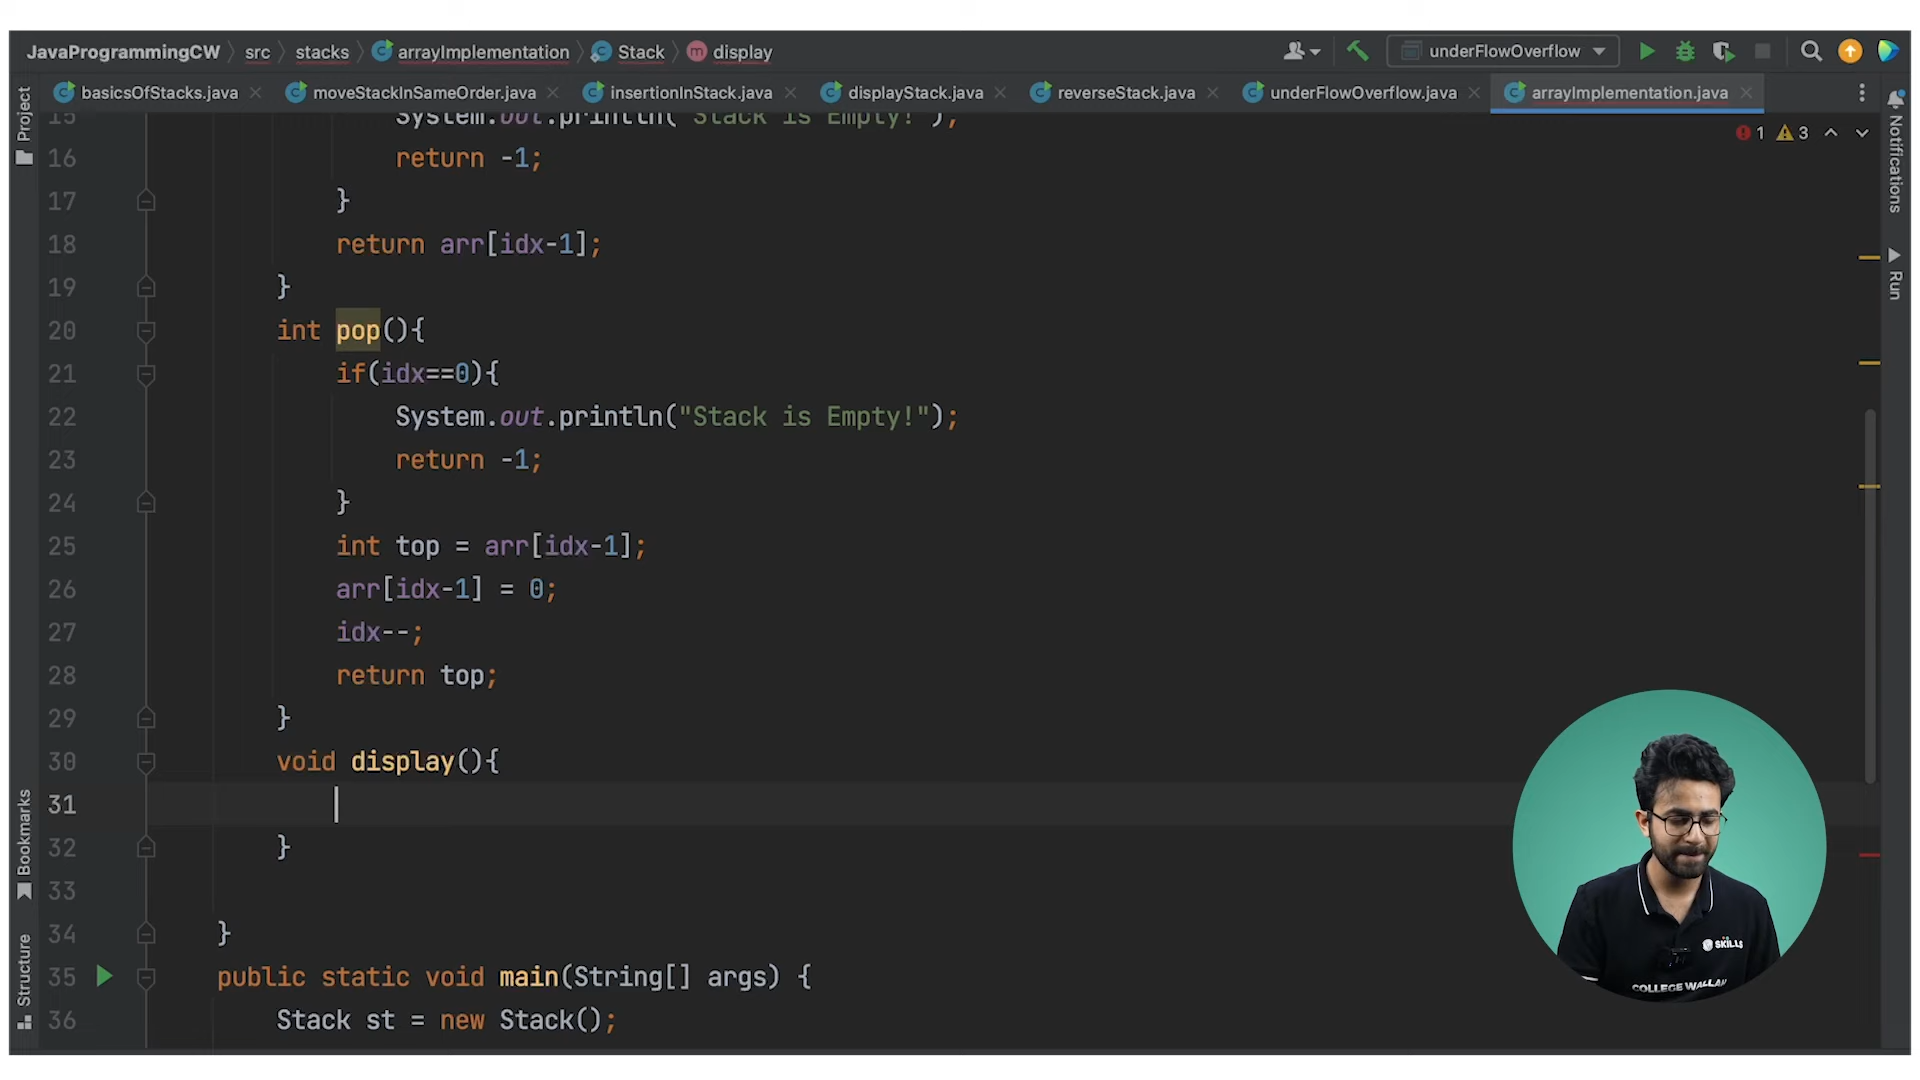 JavaProgrammingCW src stacks arrayImplementation Stack display underFlowOverflow
basicsOfStacks.java moveStackInSameOrder.java insertionInStack.java displayStack.java reverseStack.java underFlowOverflow.java arrayImplementation.java
Project
Notifications
Run
Bookmarks
Structure
1 3
15 System.out.println("Stack is Empty!");
16 return -1;
17 }
18 return arr[idx-1];
19 }
20 int pop(){
21 if(idx==0){
22 System.out.println("Stack is Empty!");
23 return -1;
24 }
25 int top = arr[idx-1];
26 arr[idx-1] = 0;
27 idx--;
28 return top;
29 }
30 void display(){
31
32 }
33
34 }
35 public static void main(String[] args) {
36 Stack st = new Stack();
SKILLS
COLLEGE WALLAH